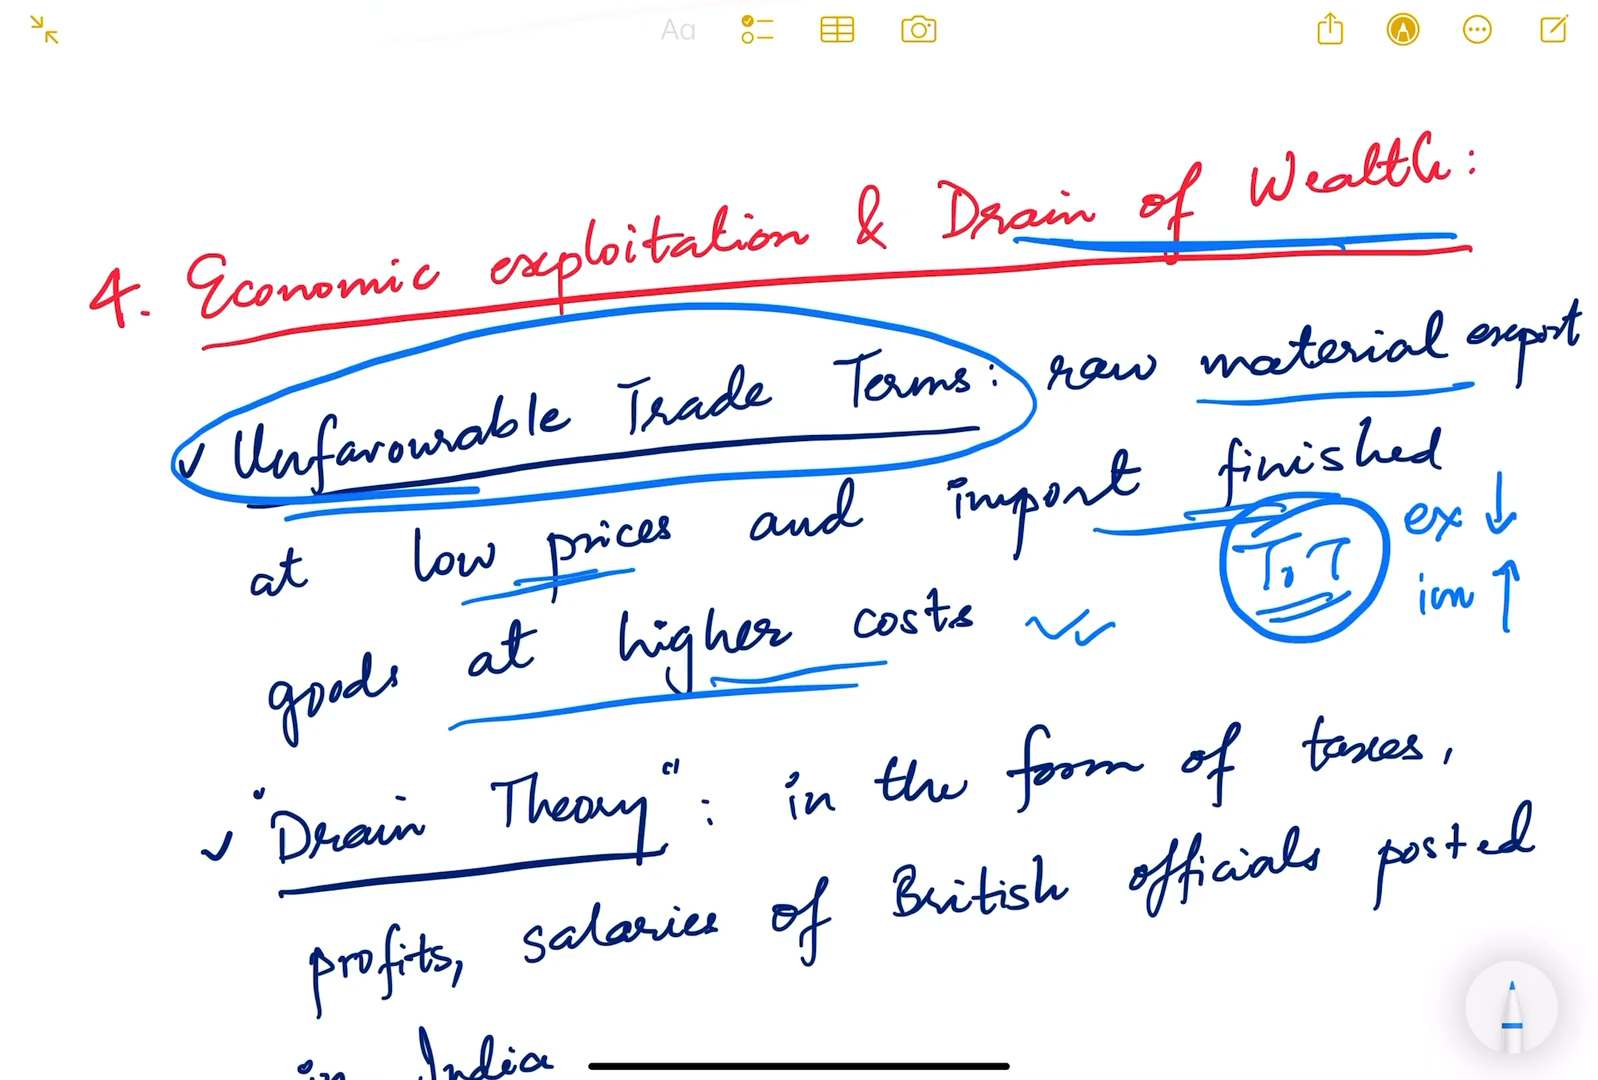 Aa
4. Economic exploitation & Drain of Wealth:
✓ Unfavourable Trade Terms: raw material export
at low prices and import finished
T.T ex ↓
im ↑
goods at higher costs ✓✓
✓ "Drain Theory": in the form of taxes,
profits, salaries of British officials posted
in India